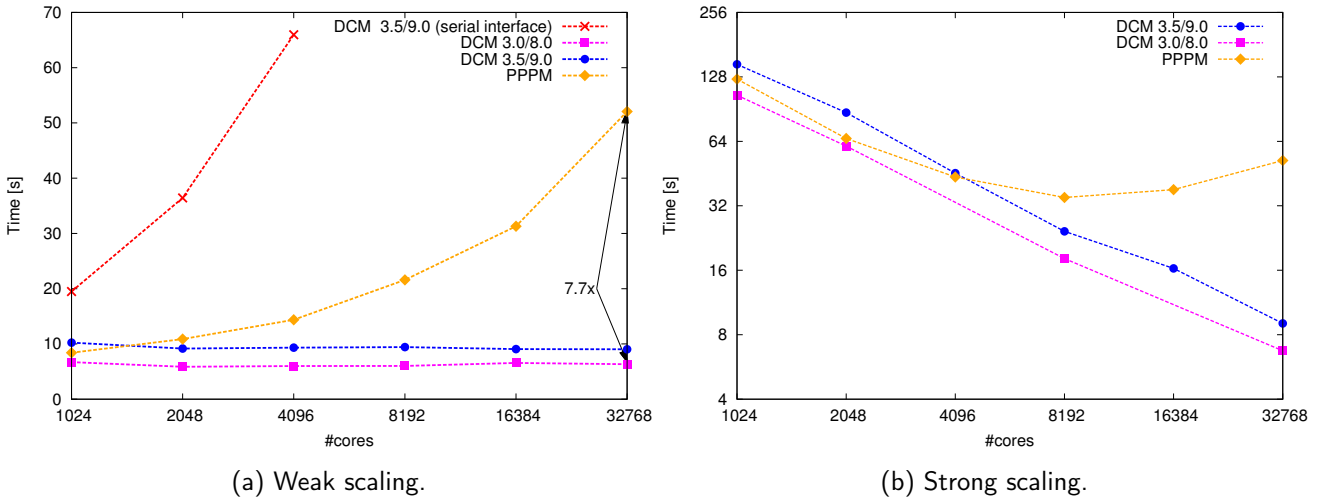 70
60
50
40
30
20
10
0
Time [s]
1024
2048
4096
8192
16384
32768
#cores
DCM 3.5/9.0 (serial interface)
DCM 3.0/8.0
DCM 3.5/9.0
PPPM
7.7x
(a) Weak scaling.
256
128
64
32
16
8
4
Time [s]
1024
2048
4096
8192
16384
32768
#cores
DCM 3.5/9.0
DCM 3.0/8.0
PPPM
(b) Strong scaling.